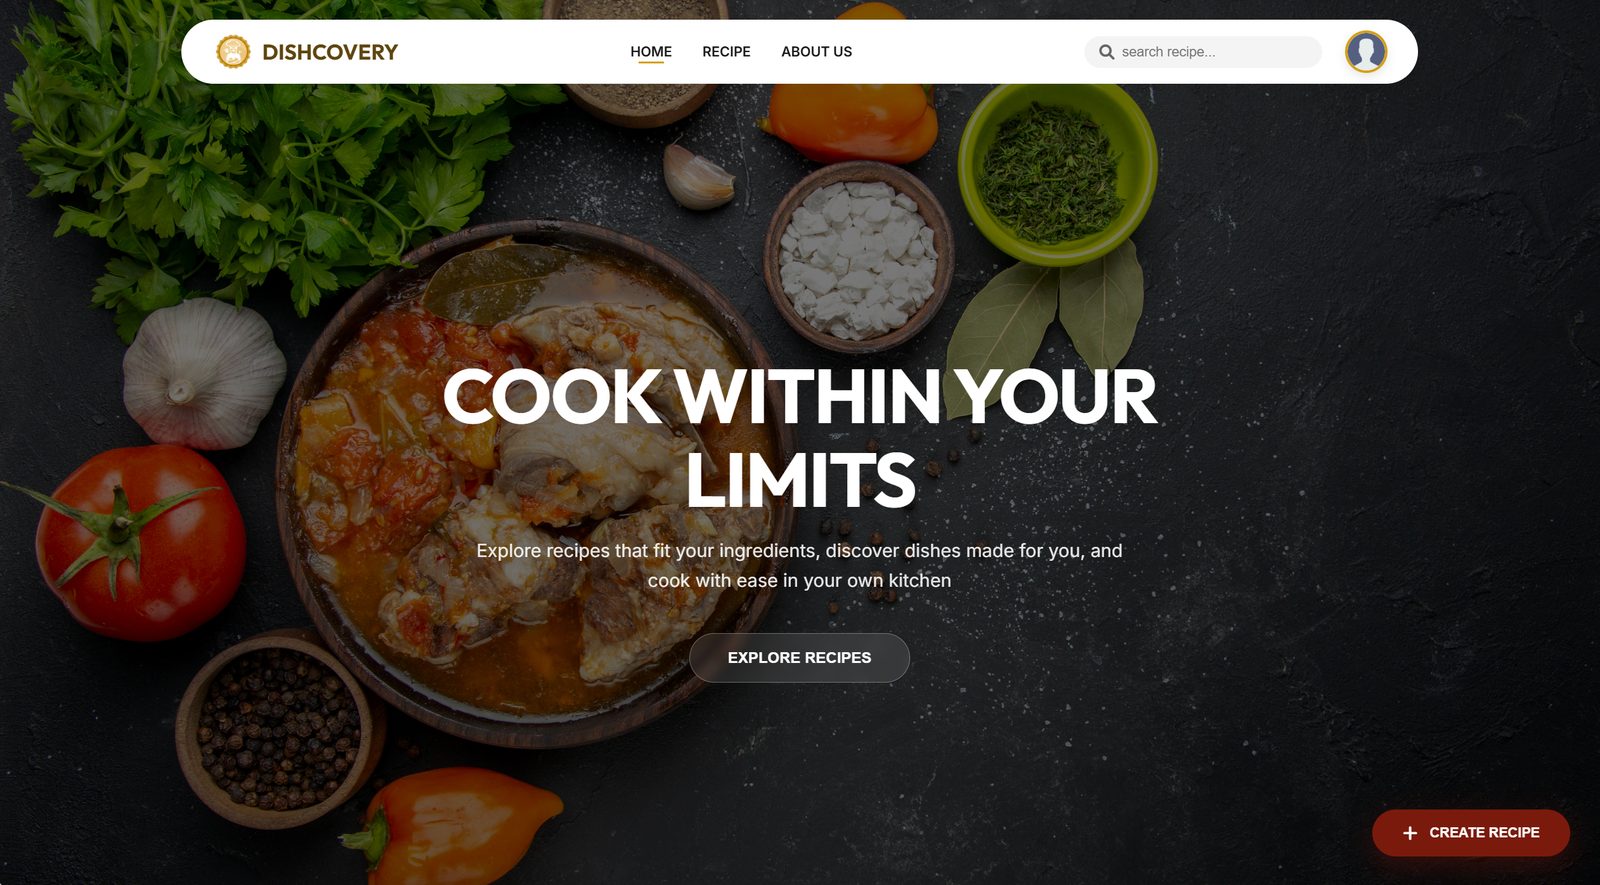 DISHCOVERY
HOME
RECIPE
ABOUT US
search recipe...
COOK WITHIN YOUR
LIMITS
Explore recipes that fit your ingredients, discover dishes made for you, and
cook with ease in your own kitchen
EXPLORE RECIPES
CREATE RECIPE